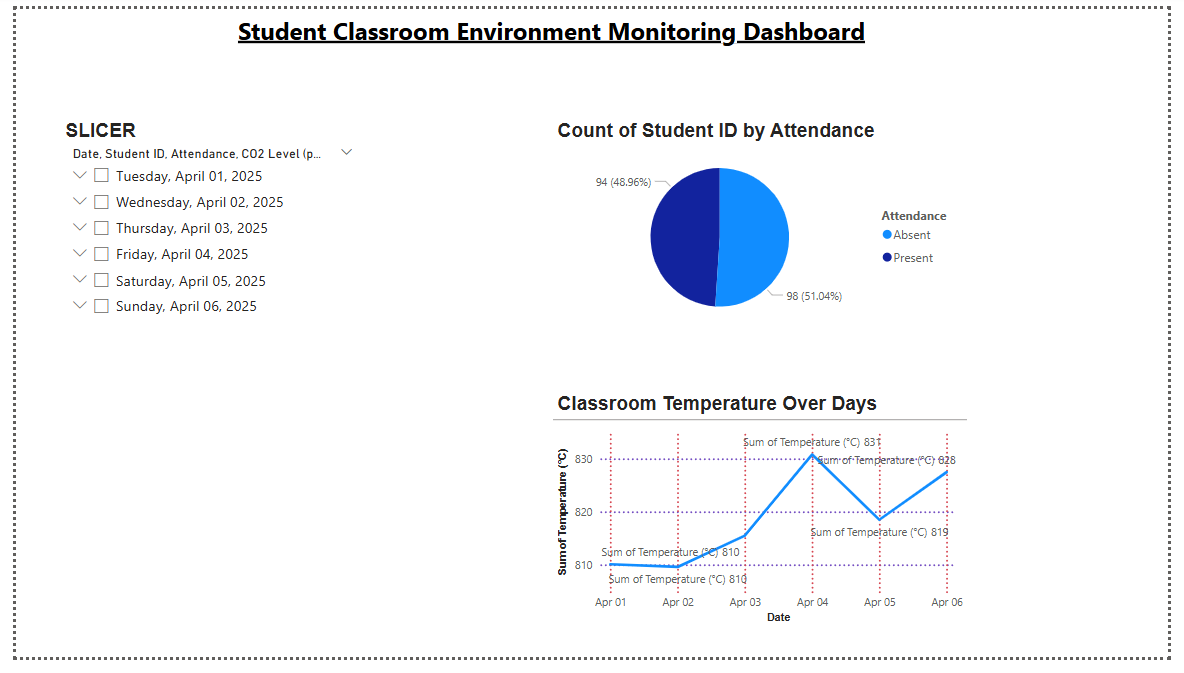 Student Classroom Environment Monitoring Dashboard
SLICER
Date, Student ID, Attendance, CO2 Level (p...
Tuesday, April 01, 2025
Wednesday, April 02, 2025
Thursday, April 03, 2025
Friday, April 04, 2025
Saturday, April 05, 2025
Sunday, April 06, 2025
Count of Student ID by Attendance
94 (48.96%)
98 (51.04%)
Attendance
Absent
Present
Classroom Temperature Over Days
Sum of Temperature (°C)
830
820
810
Sum of Temperature (°C) 831
Sum of Temperature (°C) 828
Sum of Temperature (°C) 819
Sum of Temperature (°C) 810
Sum of Temperature (°C) 810
Apr 01 Apr 02 Apr 03 Apr 04 Apr 05 Apr 06
Date